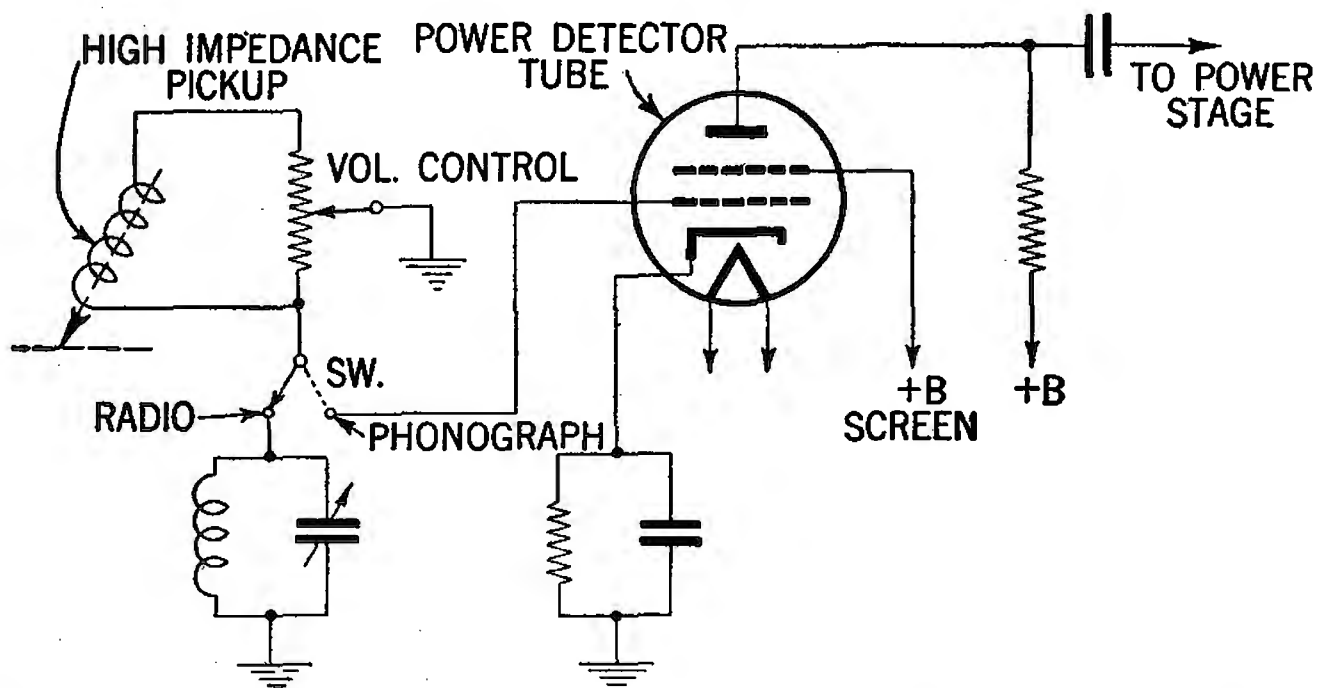 HIGH IMPEDANCE
PICKUP
POWER DETECTOR
TUBE
TO POWER
STAGE
VOL. CONTROL
SW.
RADIO
PHONOGRAPH
+B
SCREEN
+B